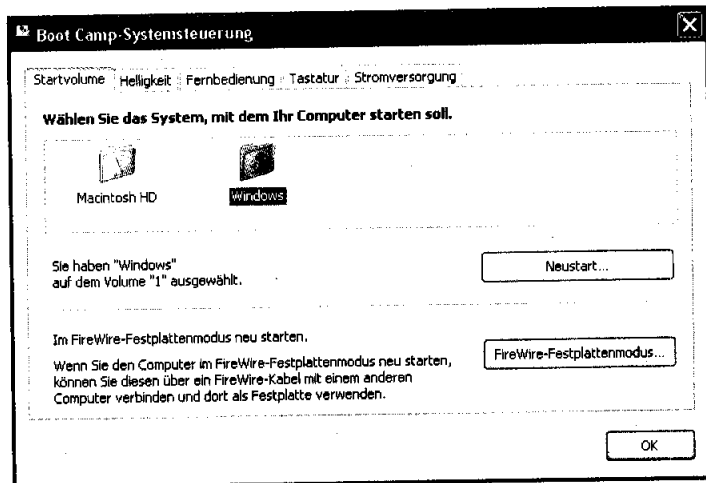 Boot Camp-Systemsteuerung
Startvolume Helligkeit Fernbedienung Tastatur Stromversorgung
Wählen Sie das System, mit dem Ihr Computer starten soll.
Macintosh HD Windows
Sie haben "Windows"
auf dem Volume "1" ausgewählt.
Neustart...
Im FireWire-Festplattenmodus neu starten.
Wenn Sie den Computer im FireWire-Festplattenmodus neu starten,
können Sie diesen über ein FireWire-Kabel mit einem anderen
Computer verbinden und dort als Festplatte verwenden.
FireWire-Festplattenmodus...
OK